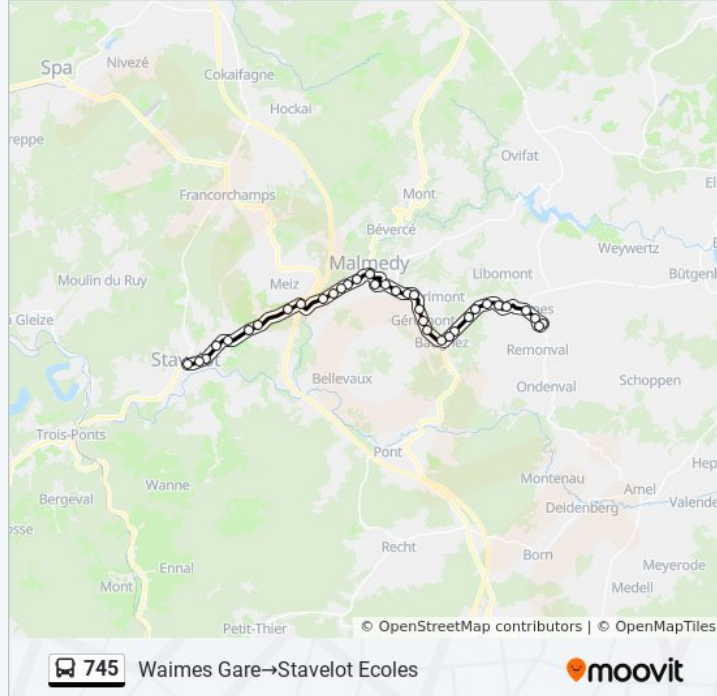 Spa
Nivezé
Cokaifagne
Hockai
reppe
Ovifat
Francorchamps
Mont
Bévercé
Weywertz
Malmedy
Libomont
Bütgenb
Moulin du Ruy
Meiz
a Gleize
Remonval
Bellevaux
Schoppen
Ondenval
Trois-Ponts
Pont
Wanne
Montenau
Amel
Hep
Bergeval
Deidenberg
Valende
osse
Recht
Born
Ennal
Meyerode
Mont
Medell
Petit-Thier
© OpenStreetMap contributors | © OpenMapTiles
745 Waimes Gare→Stavelot Ecoles
moovit